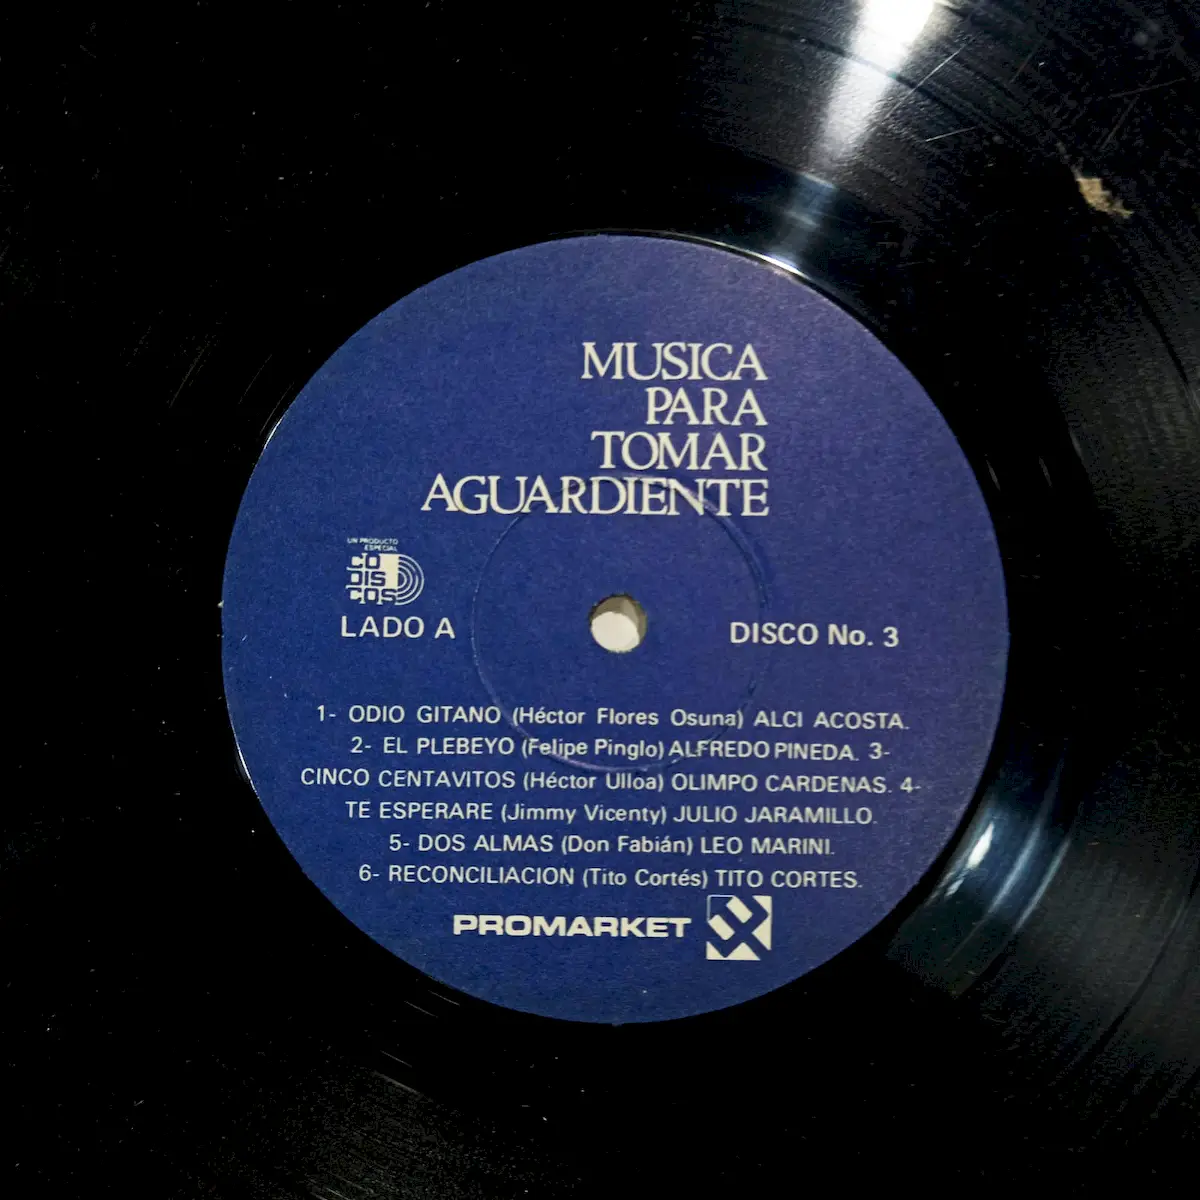 MUSICA
PARA
TOMAR
AGUARDIENTE
UN PRODUCTO
ESPECIAL
CO
DIS
COS
LADO A
DISCO No. 3
1- ODIO GITANO (Héctor Flores Osuna) ALCI ACOSTA.
2- EL PLEBEYO (Felipe Pinglo) ALFREDO PINEDA. 3-
CINCO CENTAVITOS (Héctor Ulloa) OLIMPO CARDENAS. 4-
TE ESPERARE (Jimmy Vicenty) JULIO JARAMILLO.
5- DOS ALMAS (Don Fabián) LEO MARINI.
6- RECONCILIACION (Tito Cortés) TITO CORTES.
PROMARKET